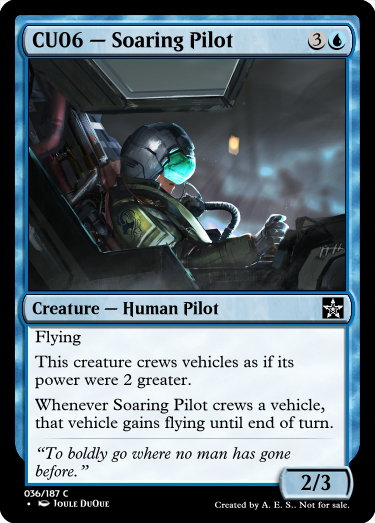 CU06 — Soaring Pilot 3
Creature — Human Pilot
Flying
This creature crews vehicles as if its
power were 2 greater.
Whenever Soaring Pilot crews a vehicle,
that vehicle gains flying until end of turn.
“To boldly go where no man has gone
before.”
2/3
036/187 C
• Joule DuQue
Created by A. E. S.. Not for sale.